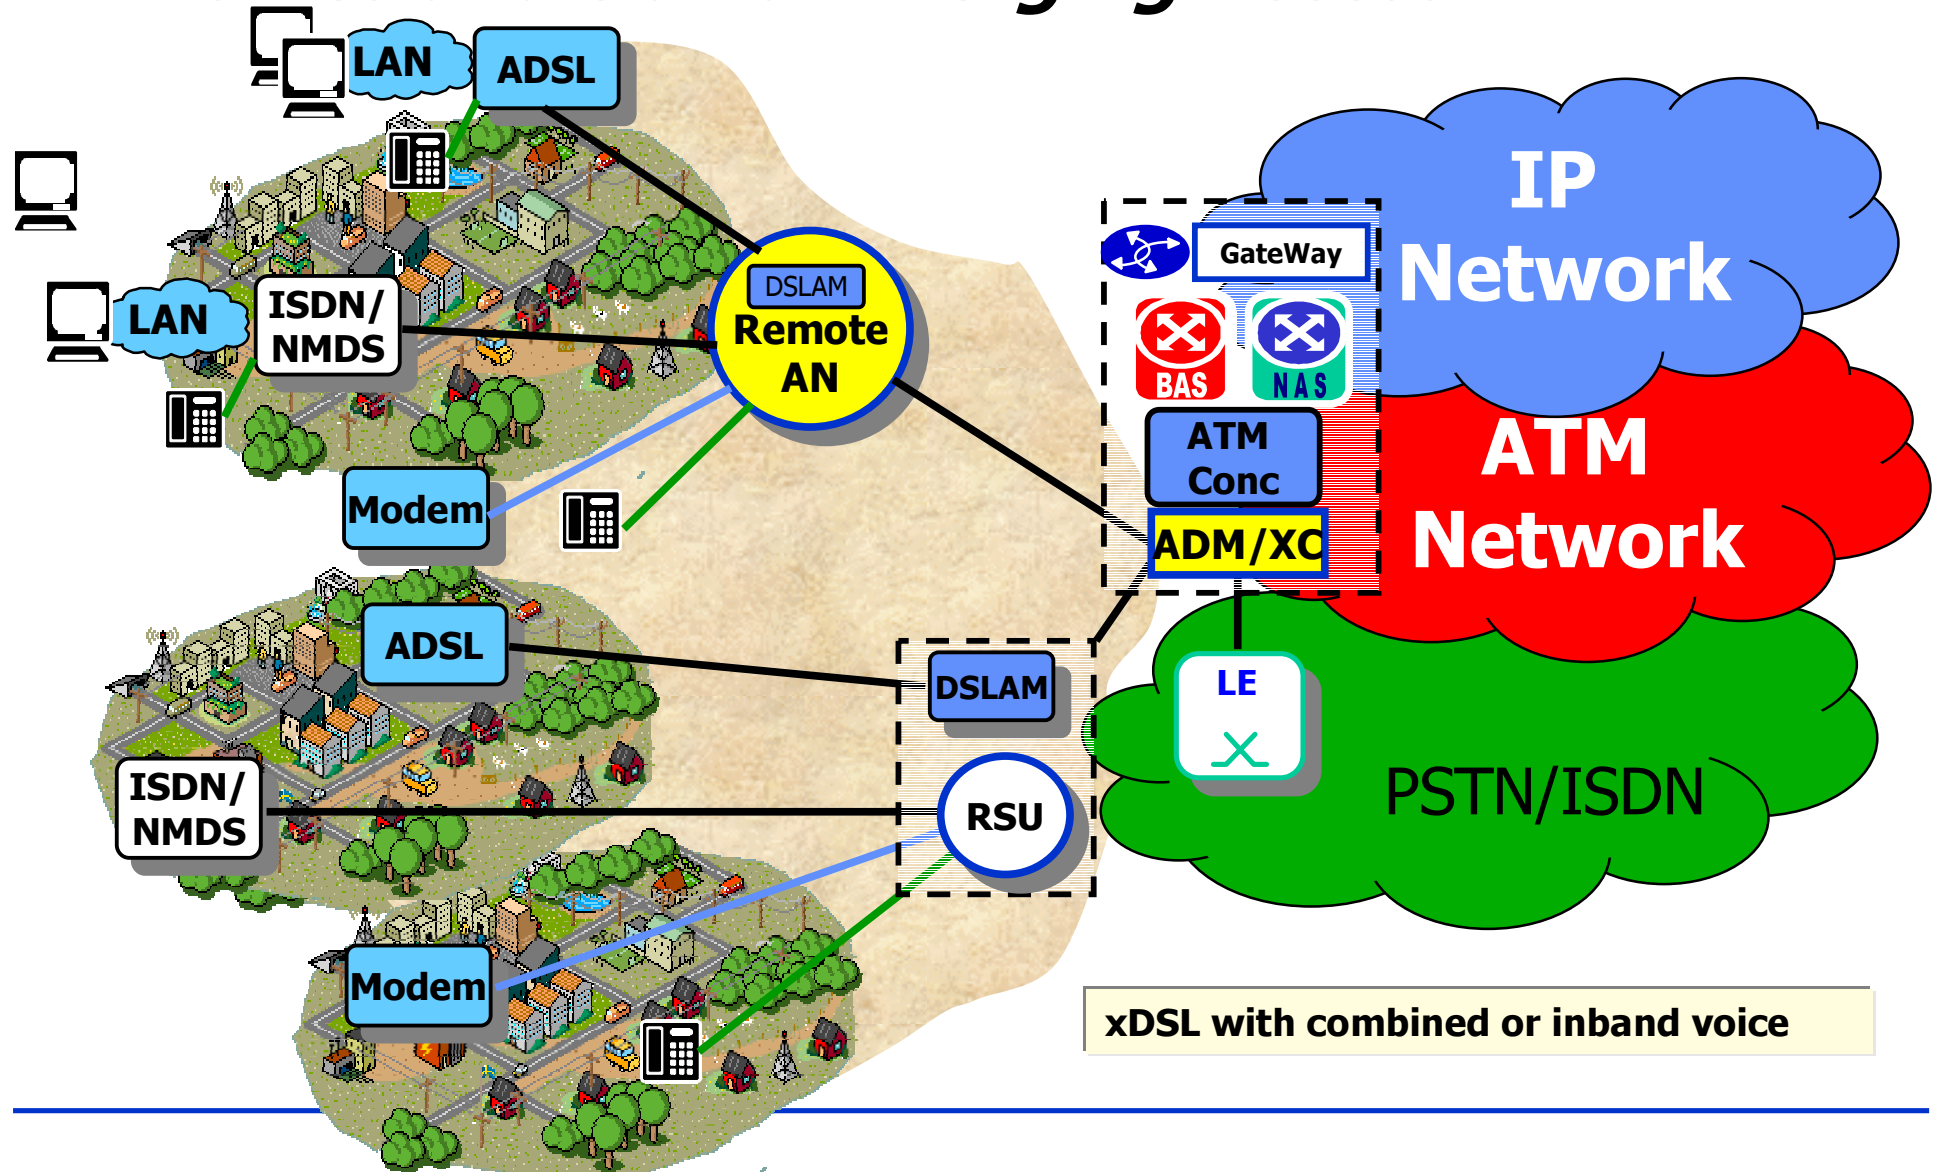 LAN
ADSL
IP
Network
GateWay
DSLAM
Remote
AN
ISDN/
NMDS
LAN
BAS
NAS
ATM
Conc
ATM
Network
Modem
ADM/XC
ADSL
DSLAM
LE
PSTN/ISDN
ISDN/
NMDS
RSU
Modem
xDSL with combined or inband voice